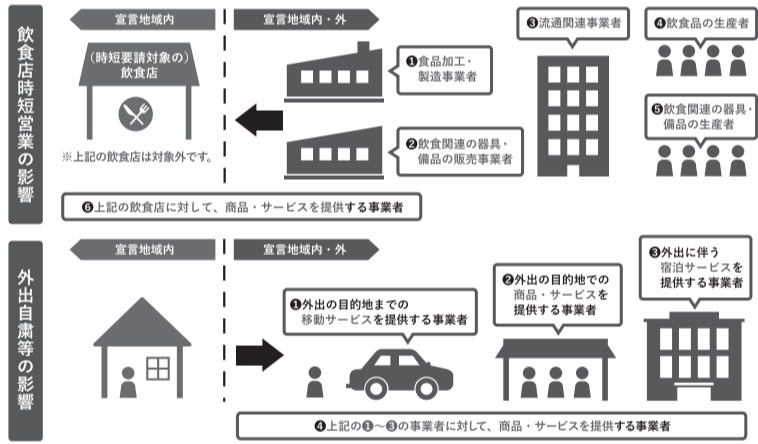 飲食店時短営業の影響
宣言地域内
宣言地域内・外
(時短要請対象の)
飲食店
※上記の飲食店は対象外です。
❶食品加工・
製造事業者
❷飲食関連の器具・
備品の販売事業者
❸流通関連事業者
❹飲食品の生産者
❺飲食関連の器具・
備品の生産者
❻上記の飲食店に対して、商品・サービスを提供する事業者
外出自粛等の影響
宣言地域内
宣言地域内・外
❶外出の目的地までの
移動サービスを提供する事業者
❷外出の目的地での
商品・サービスを
提供する事業者
❸外出に伴う
宿泊サービスを
提供する事業者
❹上記の❶～❸の事業者に対して、商品・サービスを提供する事業者